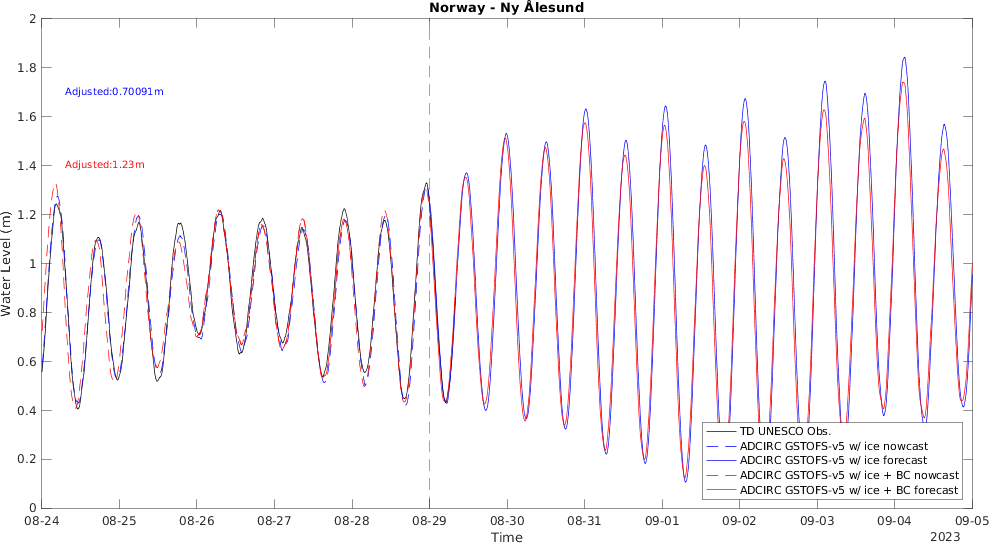 Norway - Ny Ålesund
2
1.8
1.6
1.4
1.2
1
0.8
0.6
0.4
0.2
0
Water Level (m)
Adjusted:0.70091m
Adjusted:1.23m
TD UNESCO Obs.
ADCIRC GSTOFS-v5 w/ ice nowcast
ADCIRC GSTOFS-v5 w/ ice forecast
ADCIRC GSTOFS-v5 w/ ice + BC nowcast
ADCIRC GSTOFS-v5 w/ ice + BC forecast
08-24 08-25 08-26 08-27 08-28 08-29 08-30 08-31 09-01 09-02 09-03 09-04 09-05
Time
2023